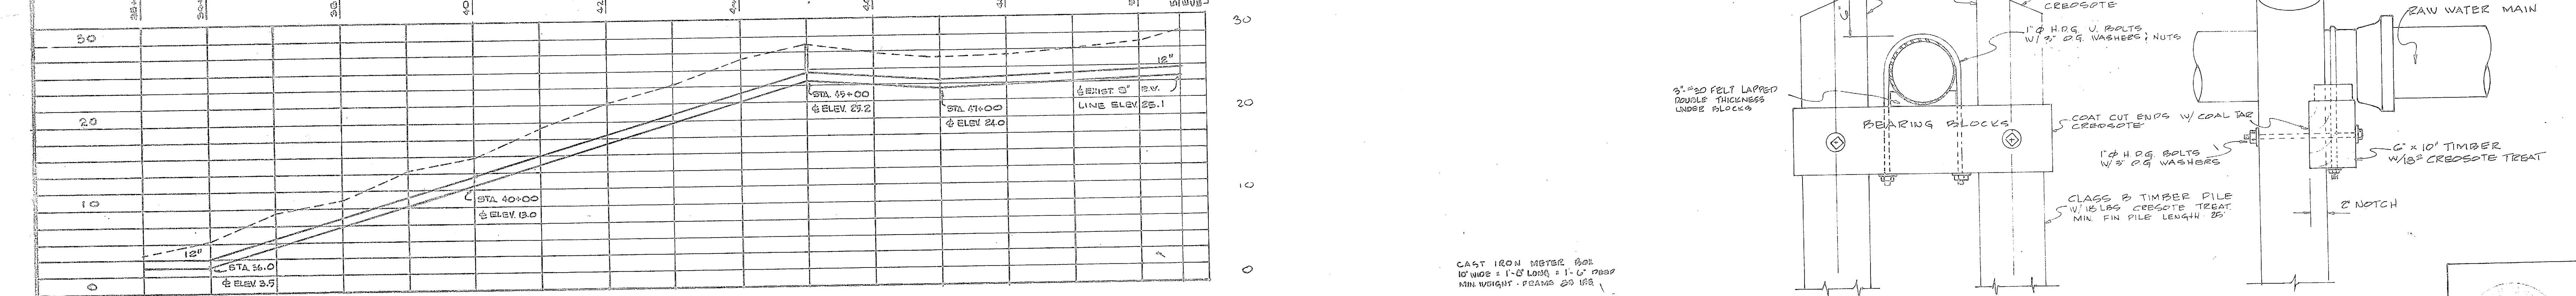 40
42
30
30
20
20
10
10
0
0
12"
STA. 36.0
℄ ELEV. 3.5
STA. 40+00
℄ ELEV. 13.0
STA. 45+00
℄ ELEV. 25.2
STA. 47+00
℄ ELEV. 24.0
12"
℄ EXIST. 8" R.W.
LINE ELEV. 25.1
CAST IRON METER BOX
10" WIDE × 1'-6" LONG × 1'-6" DEEP
MIN. WEIGHT - FRAME
CREOSOTE
1"φ H.D.G. U. BOLTS
W/ 3" O.G. WASHERS & NUTS
3"-#30 FELT LAPPED
DOUBLE THICKNESS
UNDER BLOCKS
BEARING BLOCKS
COAT CUT ENDS W/ COAL TAR
CREOSOTE
1"φ H.D.G. BOLTS
W/ 3" O.G. WASHERS
CLASS B TIMBER PILE
W/ 18 LBS CRESOTE TREAT.
MIN. FIN PILE LENGTH 25'
RAW WATER MAIN
6" × 10" TIMBER
W/18# CREOSOTE TREAT
2" NOTCH